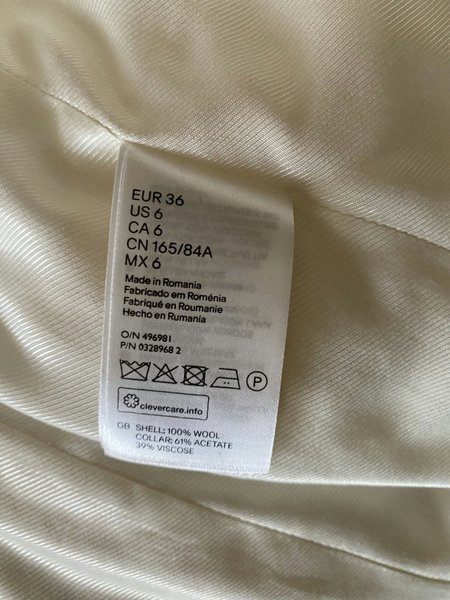 EUR 36
US 6
CA 6
CN 165/84A
MX 6
Made in Romania
Fabricado em Roménia
Fabriqué en Roumanie
Hecho en Rumanía
O/N 496981
P/N 0328968 2
P
clevercare.info
GB SHELL: 100% WOOL
COLLAR: 61% ACETATE
39% VISCOSE